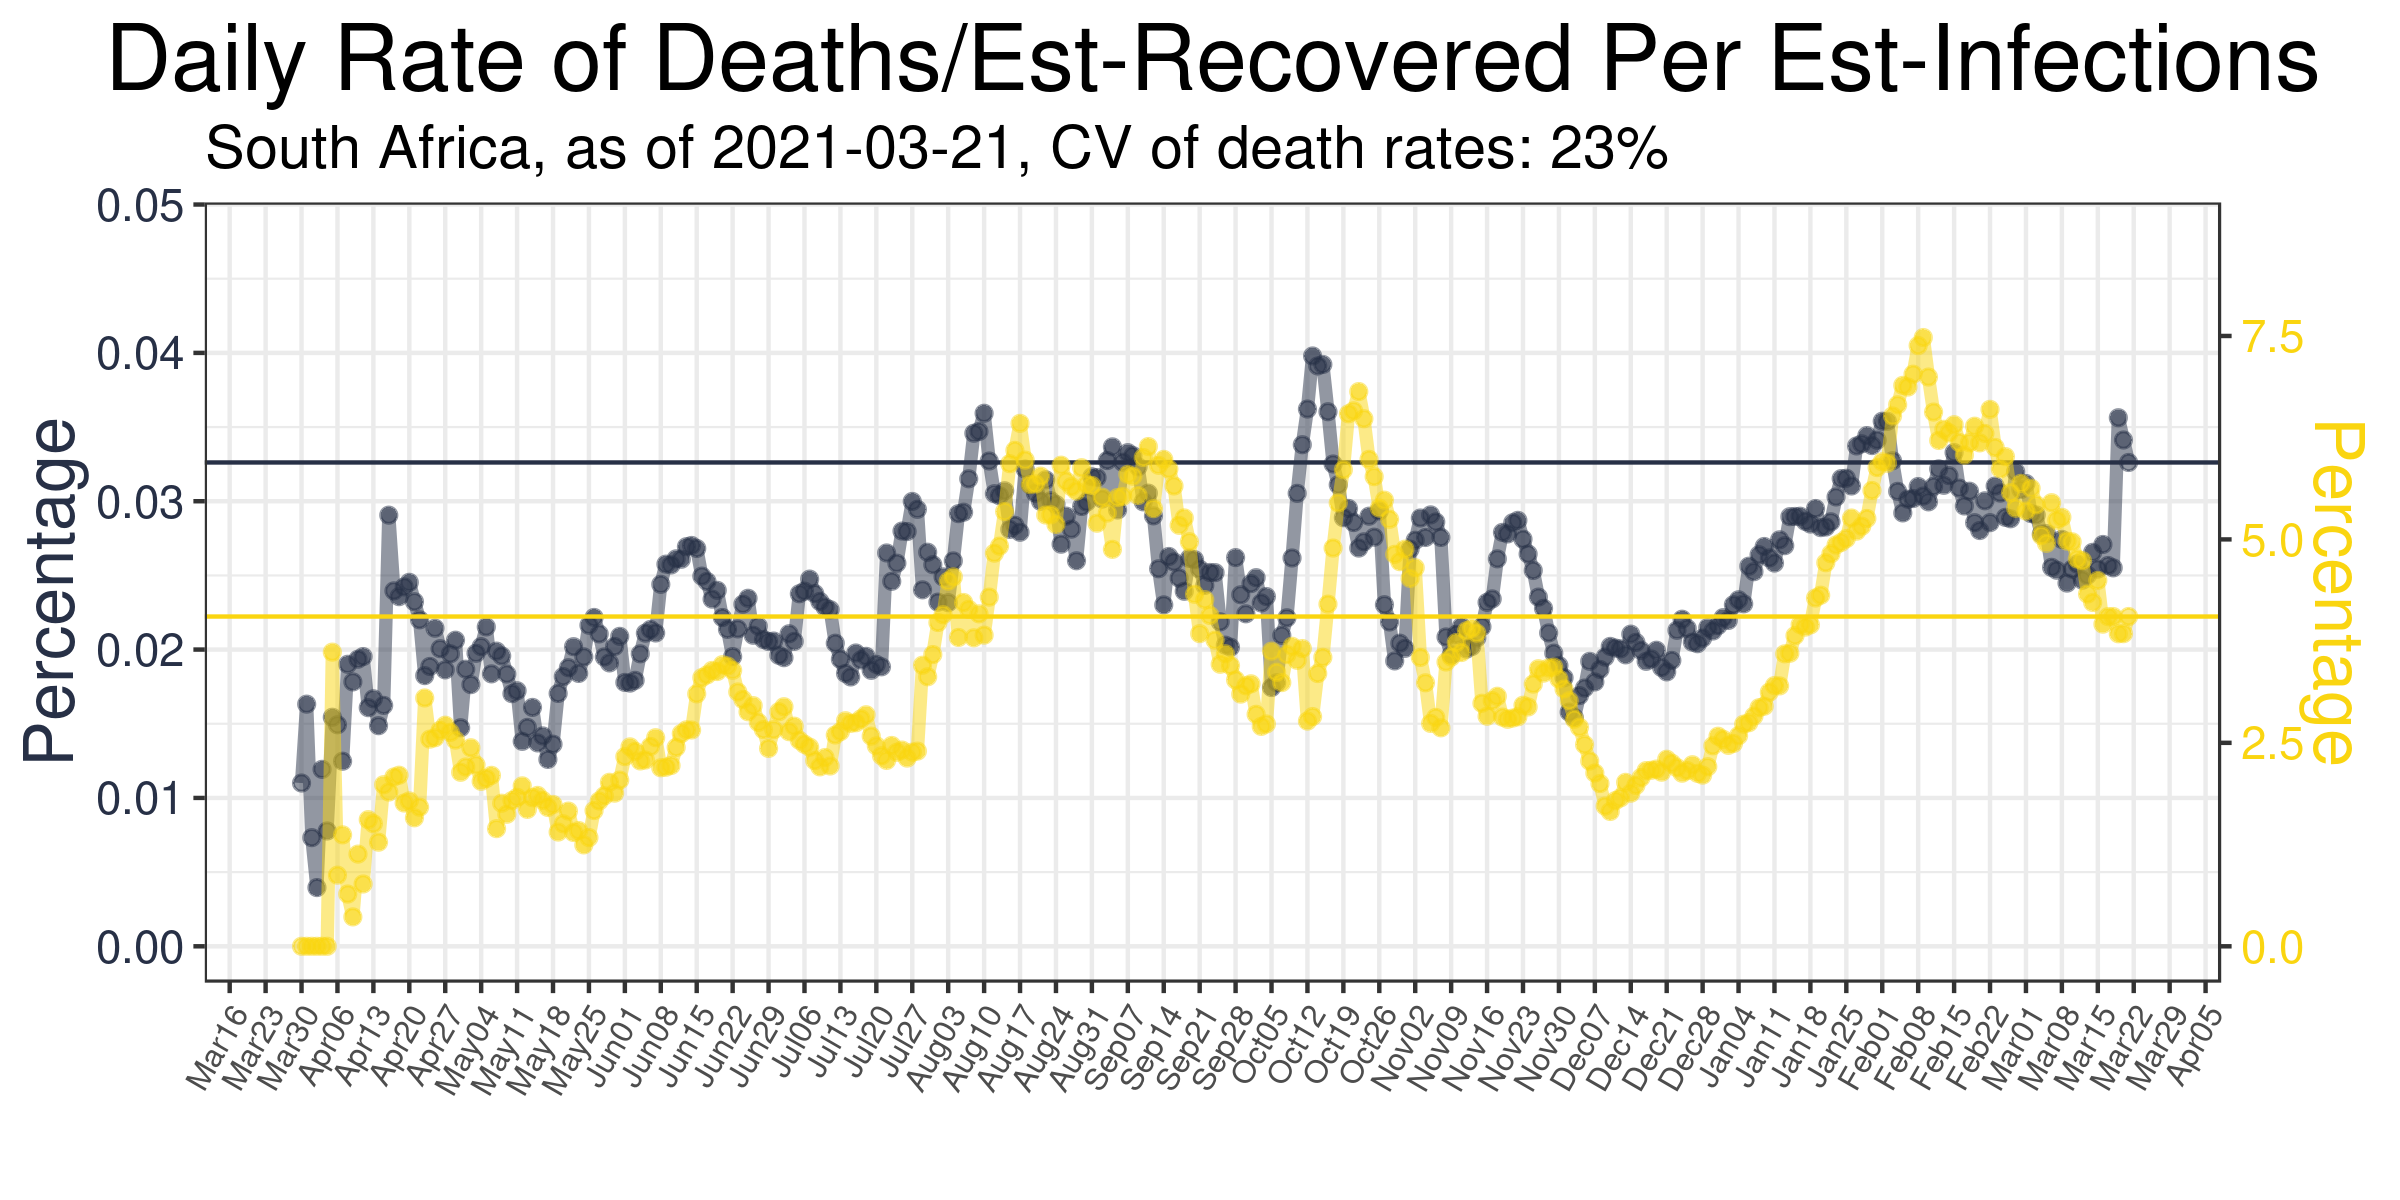 Daily Rate of Deaths/Est-Recovered Per Est-Infections
South Africa, as of 2021-03-21, CV of death rates: 23%
Percentage
0.05
0.04
0.03
0.02
0.01
0.00
7.5
5.0
2.5
0.0
Percentage
Mar16 Mar23 Mar30 Apr06 Apr13 Apr20 Apr27 May04 May11 May18 May25 Jun01 Jun08 Jun15 Jun22 Jun29 Jul06 Jul13 Jul20 Jul27 Aug03 Aug10 Aug17 Aug24 Aug31 Sep07 Sep14 Sep21 Sep28 Oct05 Oct12 Oct19 Oct26 Nov02 Nov09 Nov16 Nov23 Nov30 Dec07 Dec14 Dec21 Dec28 Jan04 Jan11 Jan18 Jan25 Feb01 Feb08 Feb15 Feb22 Mar01 Mar08 Mar15 Mar22 Mar29 Apr05